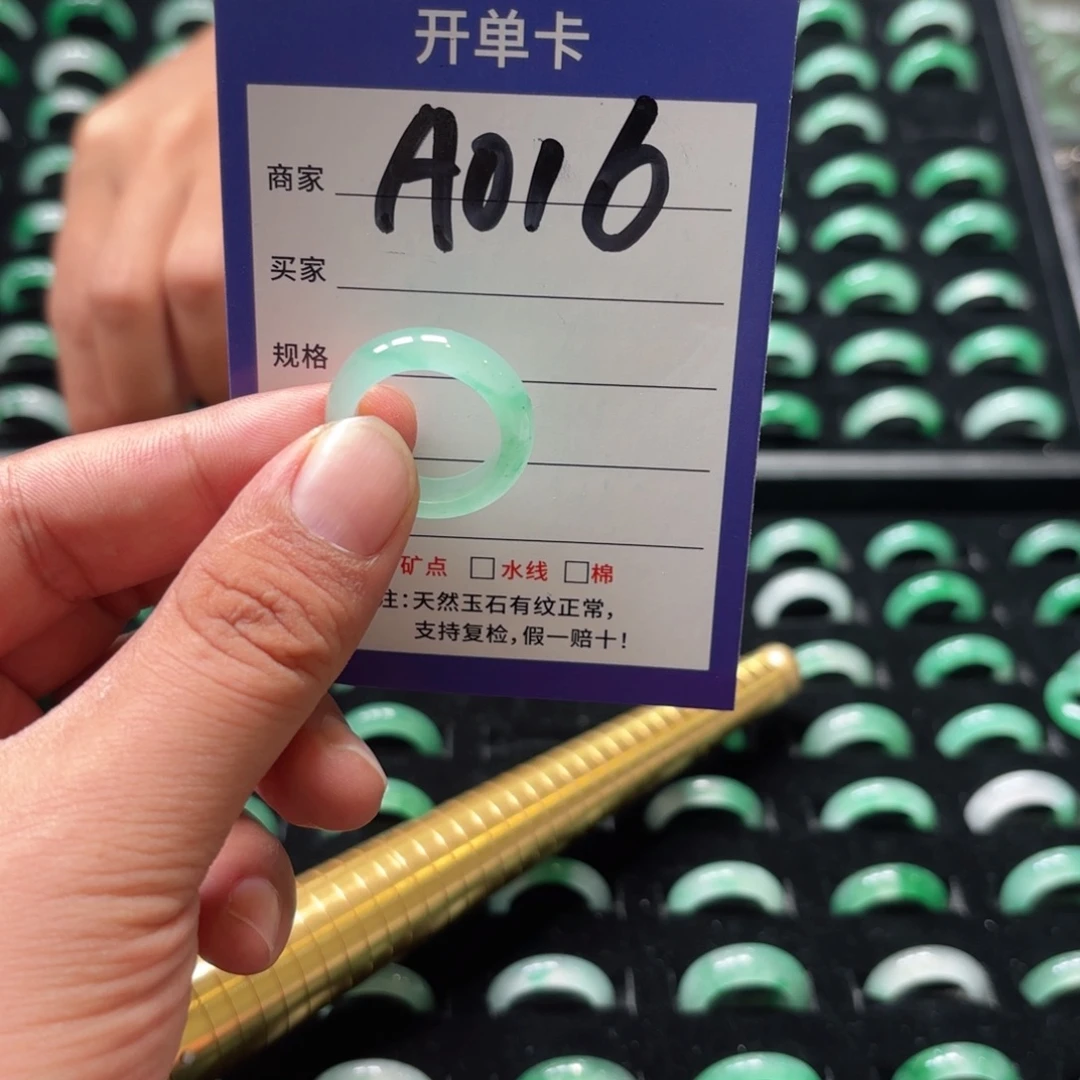 开单卡
商家 A016
买家
规格
矿点 □水线 □棉
注:天然玉石有纹正常,
支持复检,假一赔十!